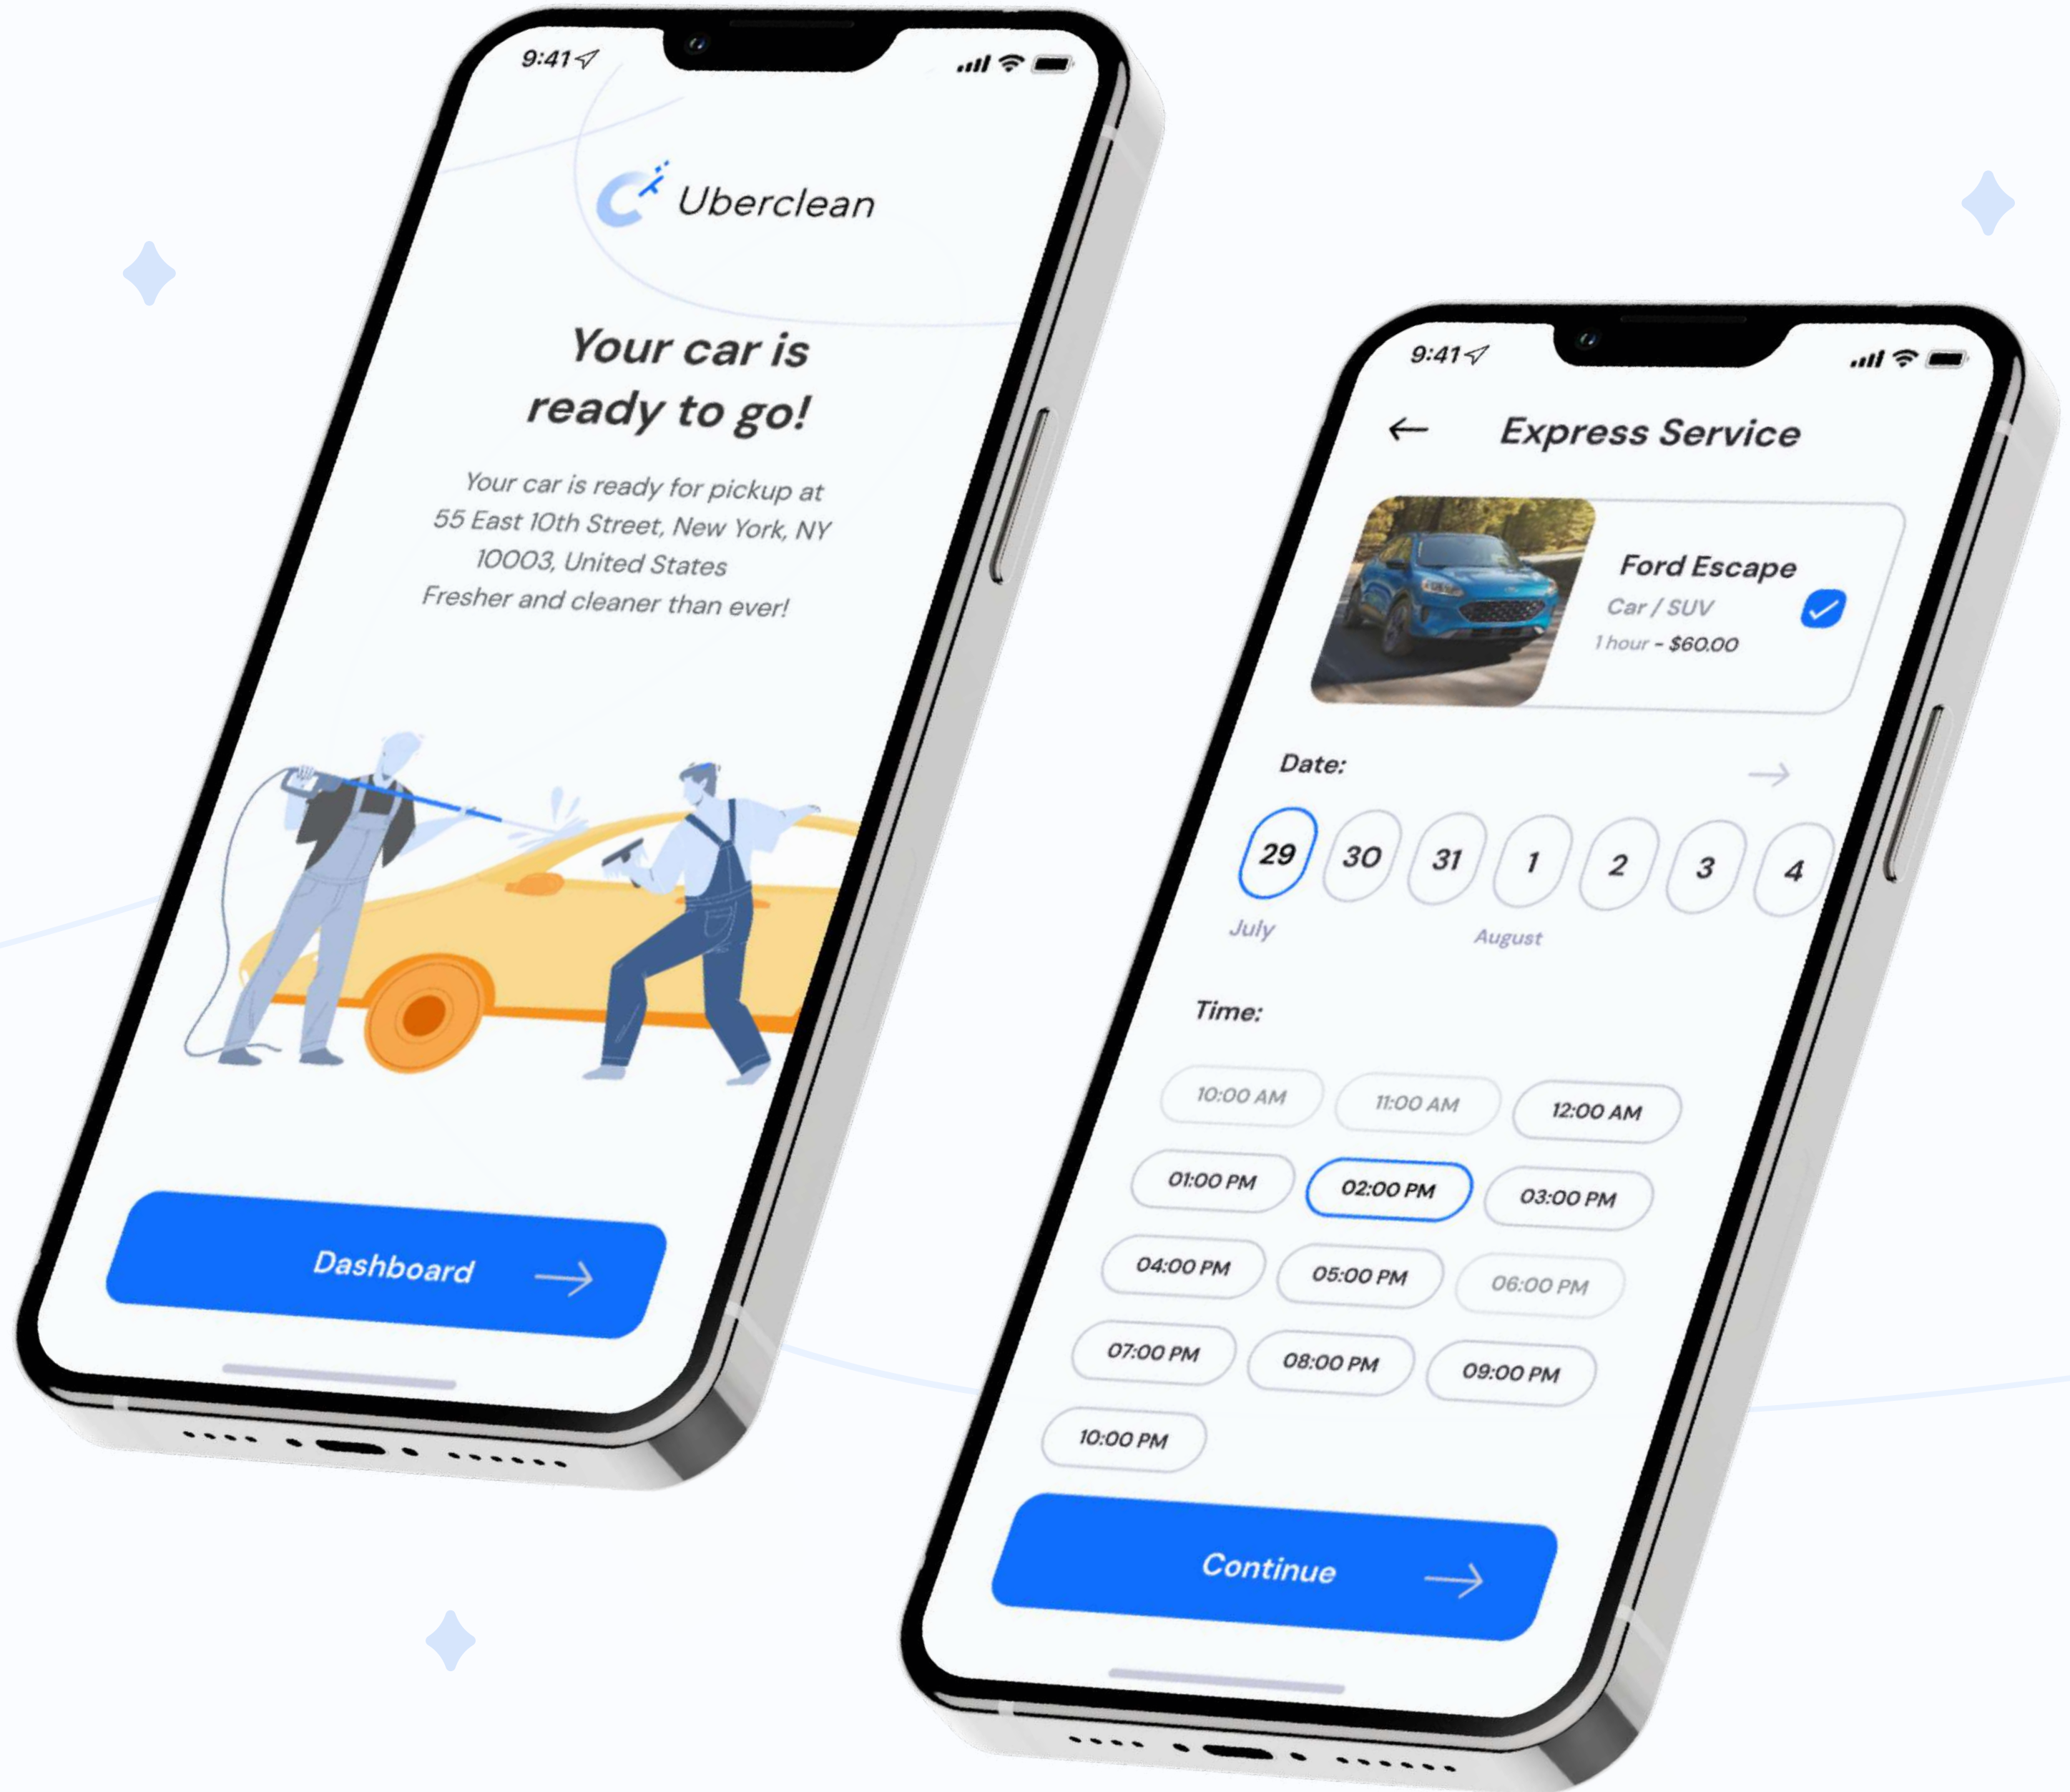 9:41
Uberclean
Your car is
ready to go!
Your car is ready for pickup at
55 East 10th Street, New York, NY
10003, United States
Fresher and cleaner than ever!
Dashboard
9:41
Express Service
Ford Escape
Car / SUV
1 hour - $60.00
Date:
29 30 31 1 2 3 4
July August
Time:
10:00 AM 11:00 AM 12:00 AM
01:00 PM 02:00 PM 03:00 PM
04:00 PM 05:00 PM 06:00 PM
07:00 PM 08:00 PM 09:00 PM
10:00 PM
Continue